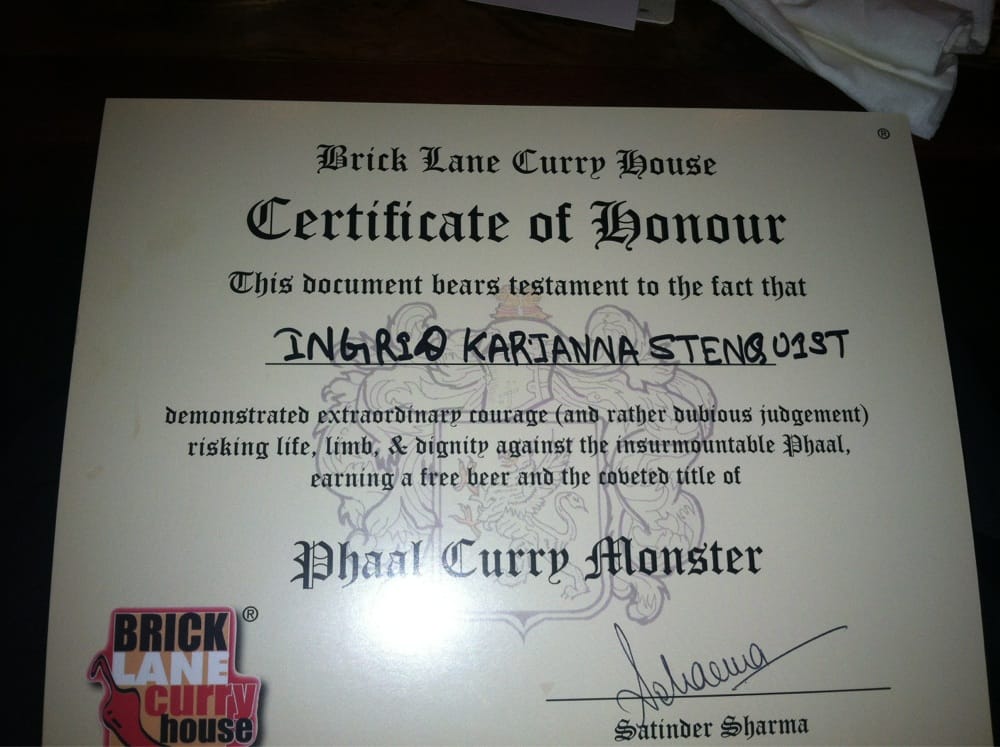 ®
Brick Lane Curry House
Certificate of Honour
This document bears testament to the fact that
INGRID KARIANNA STENQUIST
demonstrated extraordinary courage (and rather dubious judgement)
risking life, limb, & dignity against the insurmountable Phaal,
earning a free beer and the coveted title of
Phaal Curry Monster
BRICK ®
LANE
curry
house
SSharma
Satinder Sharma